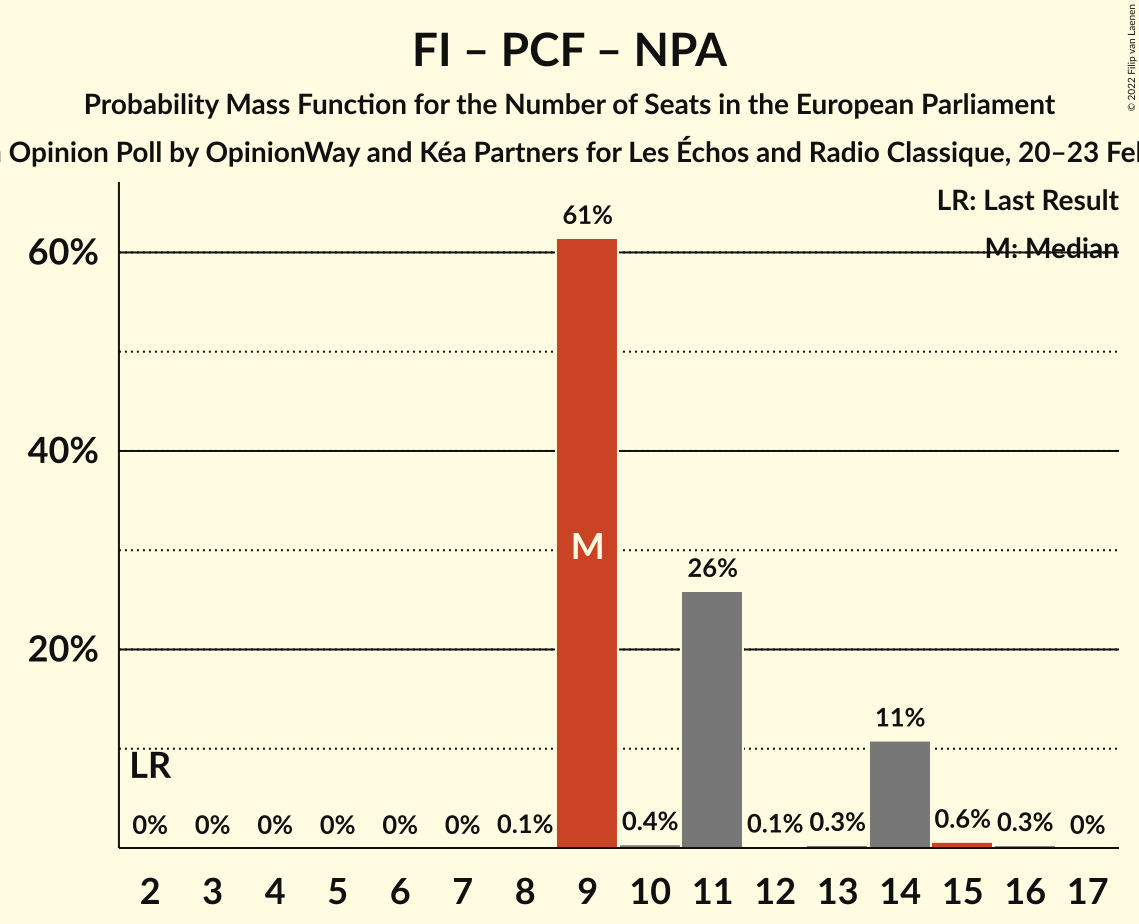 FI – PCF – NPA
Probability Mass Function for the Number of Seats in the European Parliament
Opinion Poll by OpinionWay and Kéa Partners for Les Échos and Radio Classique, 20–23
© 2022 Filip van Laenen
LR: Last Result
M: Median
61%
60%
40%
M
26%
20%
11%
LR
0% 0% 0% 0% 0% 0% 0.1% 0.4% 0.1% 0.3% 0.6% 0.3% 0%
2 3 4 5 6 7 8 9 10 11 12 13 14 15 16 17